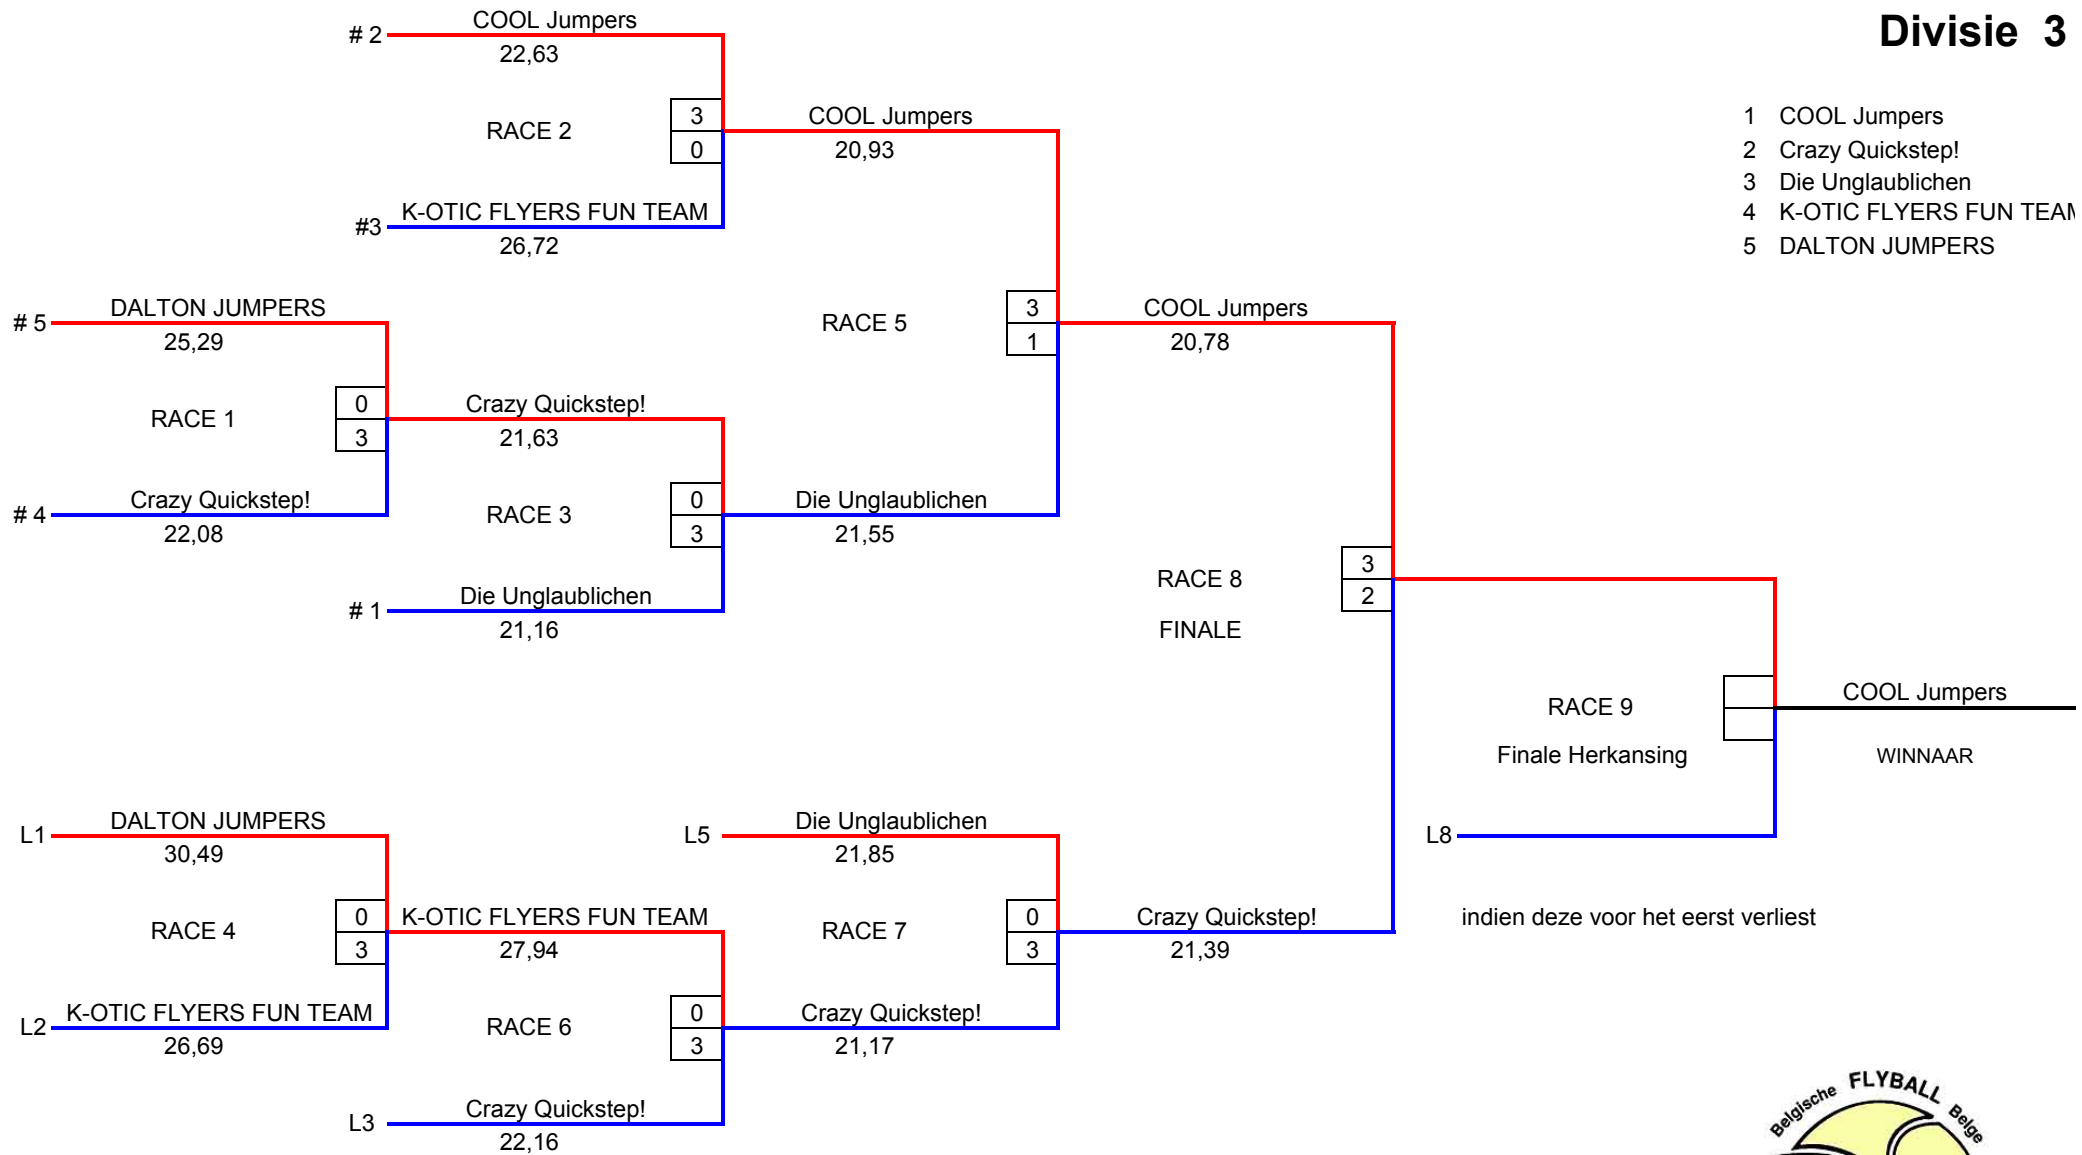 Divisie 3
# 2 COOL Jumpers
22,63
RACE 2
3
0
#3 K-OTIC FLYERS FUN TEAM
26,72
COOL Jumpers
20,93
1 COOL Jumpers
2 Crazy Quickstep!
3 Die Unglaublichen
4 K-OTIC FLYERS FUN TEAM
5 DALTON JUMPERS
# 5 DALTON JUMPERS
25,29
RACE 1
0
3
# 4 Crazy Quickstep!
22,08
Crazy Quickstep!
21,63
RACE 3
0
3
# 1 Die Unglaublichen
21,16
RACE 5
3
1
Die Unglaublichen
21,55
COOL Jumpers
20,78
RACE 8
3
2
FINALE
RACE 9
Finale Herkansing
COOL Jumpers
WINNAAR
L8
indien deze voor het eerst verliest
L1 DALTON JUMPERS
30,49
RACE 4
0
3
L2 K-OTIC FLYERS FUN TEAM
26,69
K-OTIC FLYERS FUN TEAM
27,94
RACE 6
0
3
L3 Crazy Quickstep!
22,16
L5 Die Unglaublichen
21,85
RACE 7
0
3
Crazy Quickstep!
21,17
Crazy Quickstep!
21,39
Belgische FLYBALL Belge